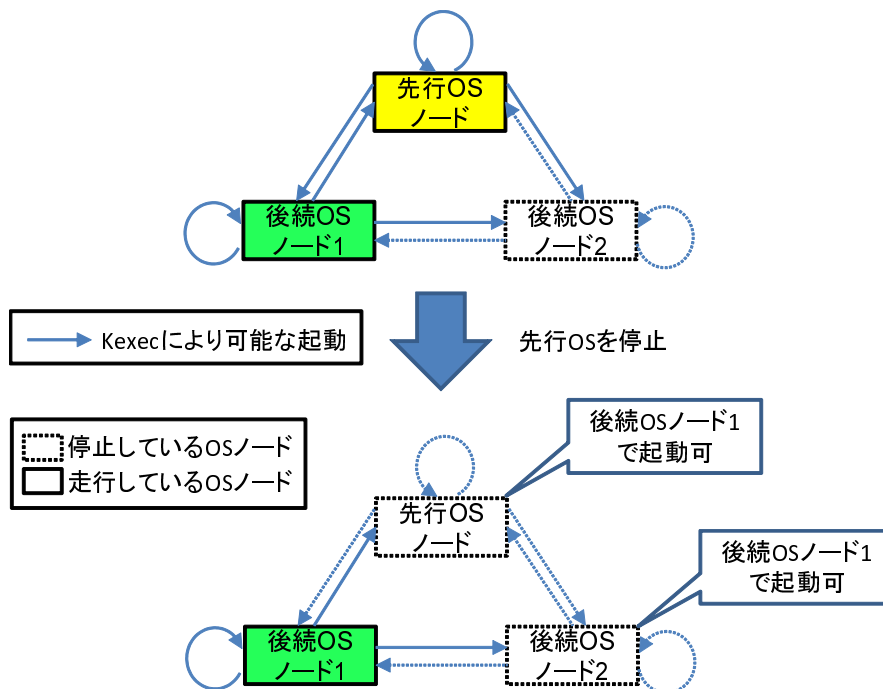 先行OS
ノード
後続OS
ノード1
後続OS
ノード2
Kexecにより可能な起動
先行OSを停止
停止しているOSノード
走行しているOSノード
後続OSノード1
で起動可
先行OS
ノード
後続OSノード1
で起動可
後続OS
ノード1
後続OS
ノード2